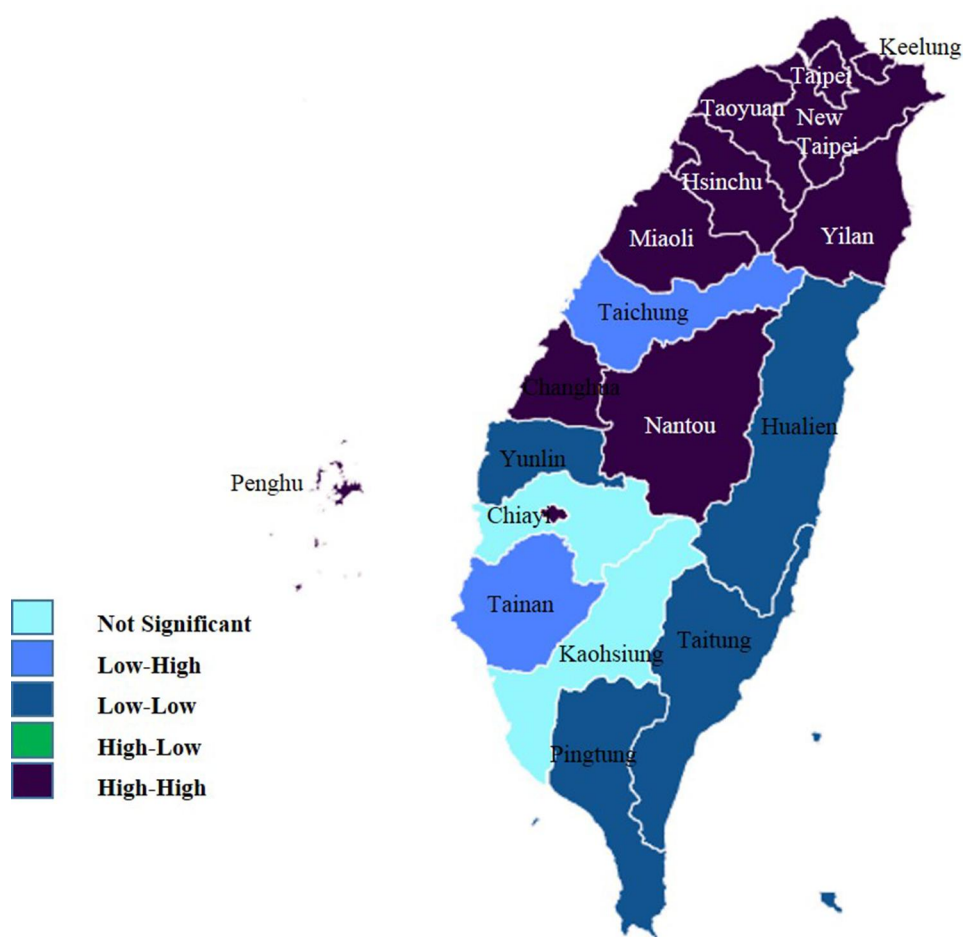 Keelung
Taipei
Taoyuan
New
Taipei
Hsinchu
Miaoli
Yilan
Taichung
Changhua
Nantou
Hualien
Yunlin
Penghu
Chiayi
Tainan
Kaohsiung
Taitung
Pingtung
Not Significant
Low-High
Low-Low
High-Low
High-High